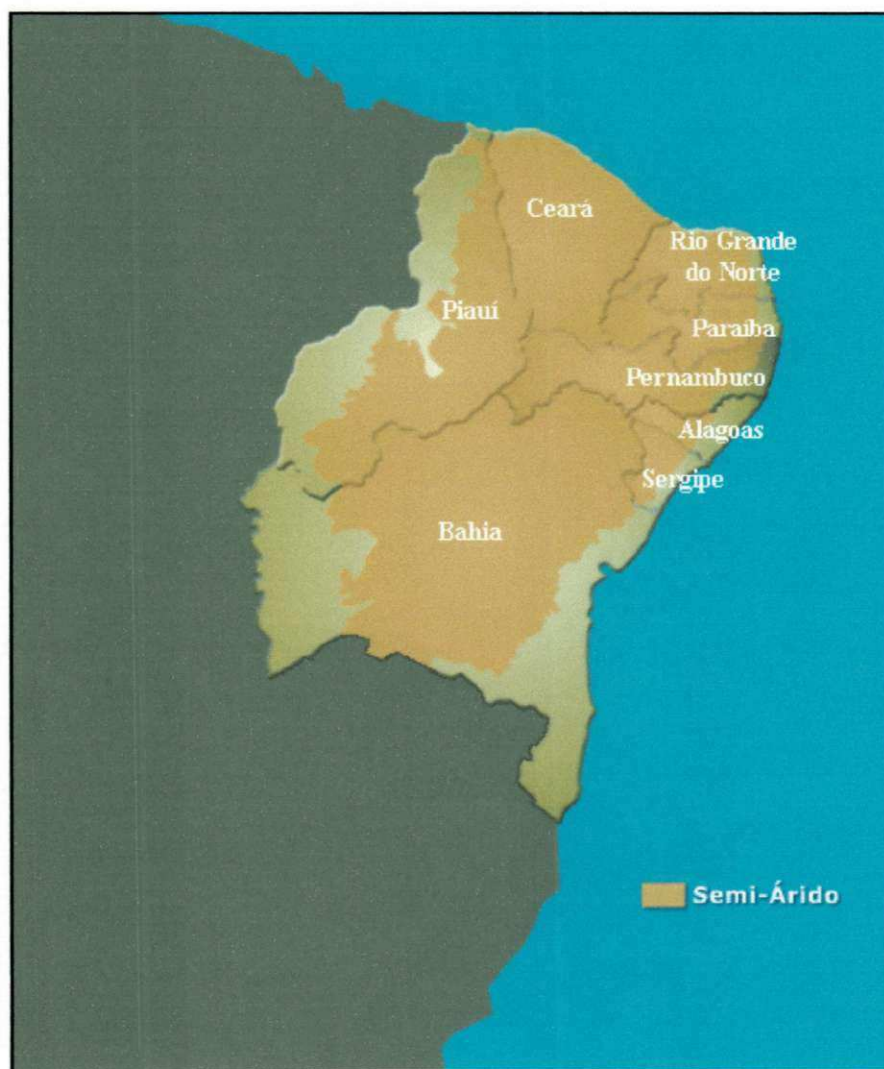 Ceará
Rio Grande
do Norte
Piauí
Paraíba
Pernambuco
Alagoas
Sergipe
Bahia
Semi-Árido